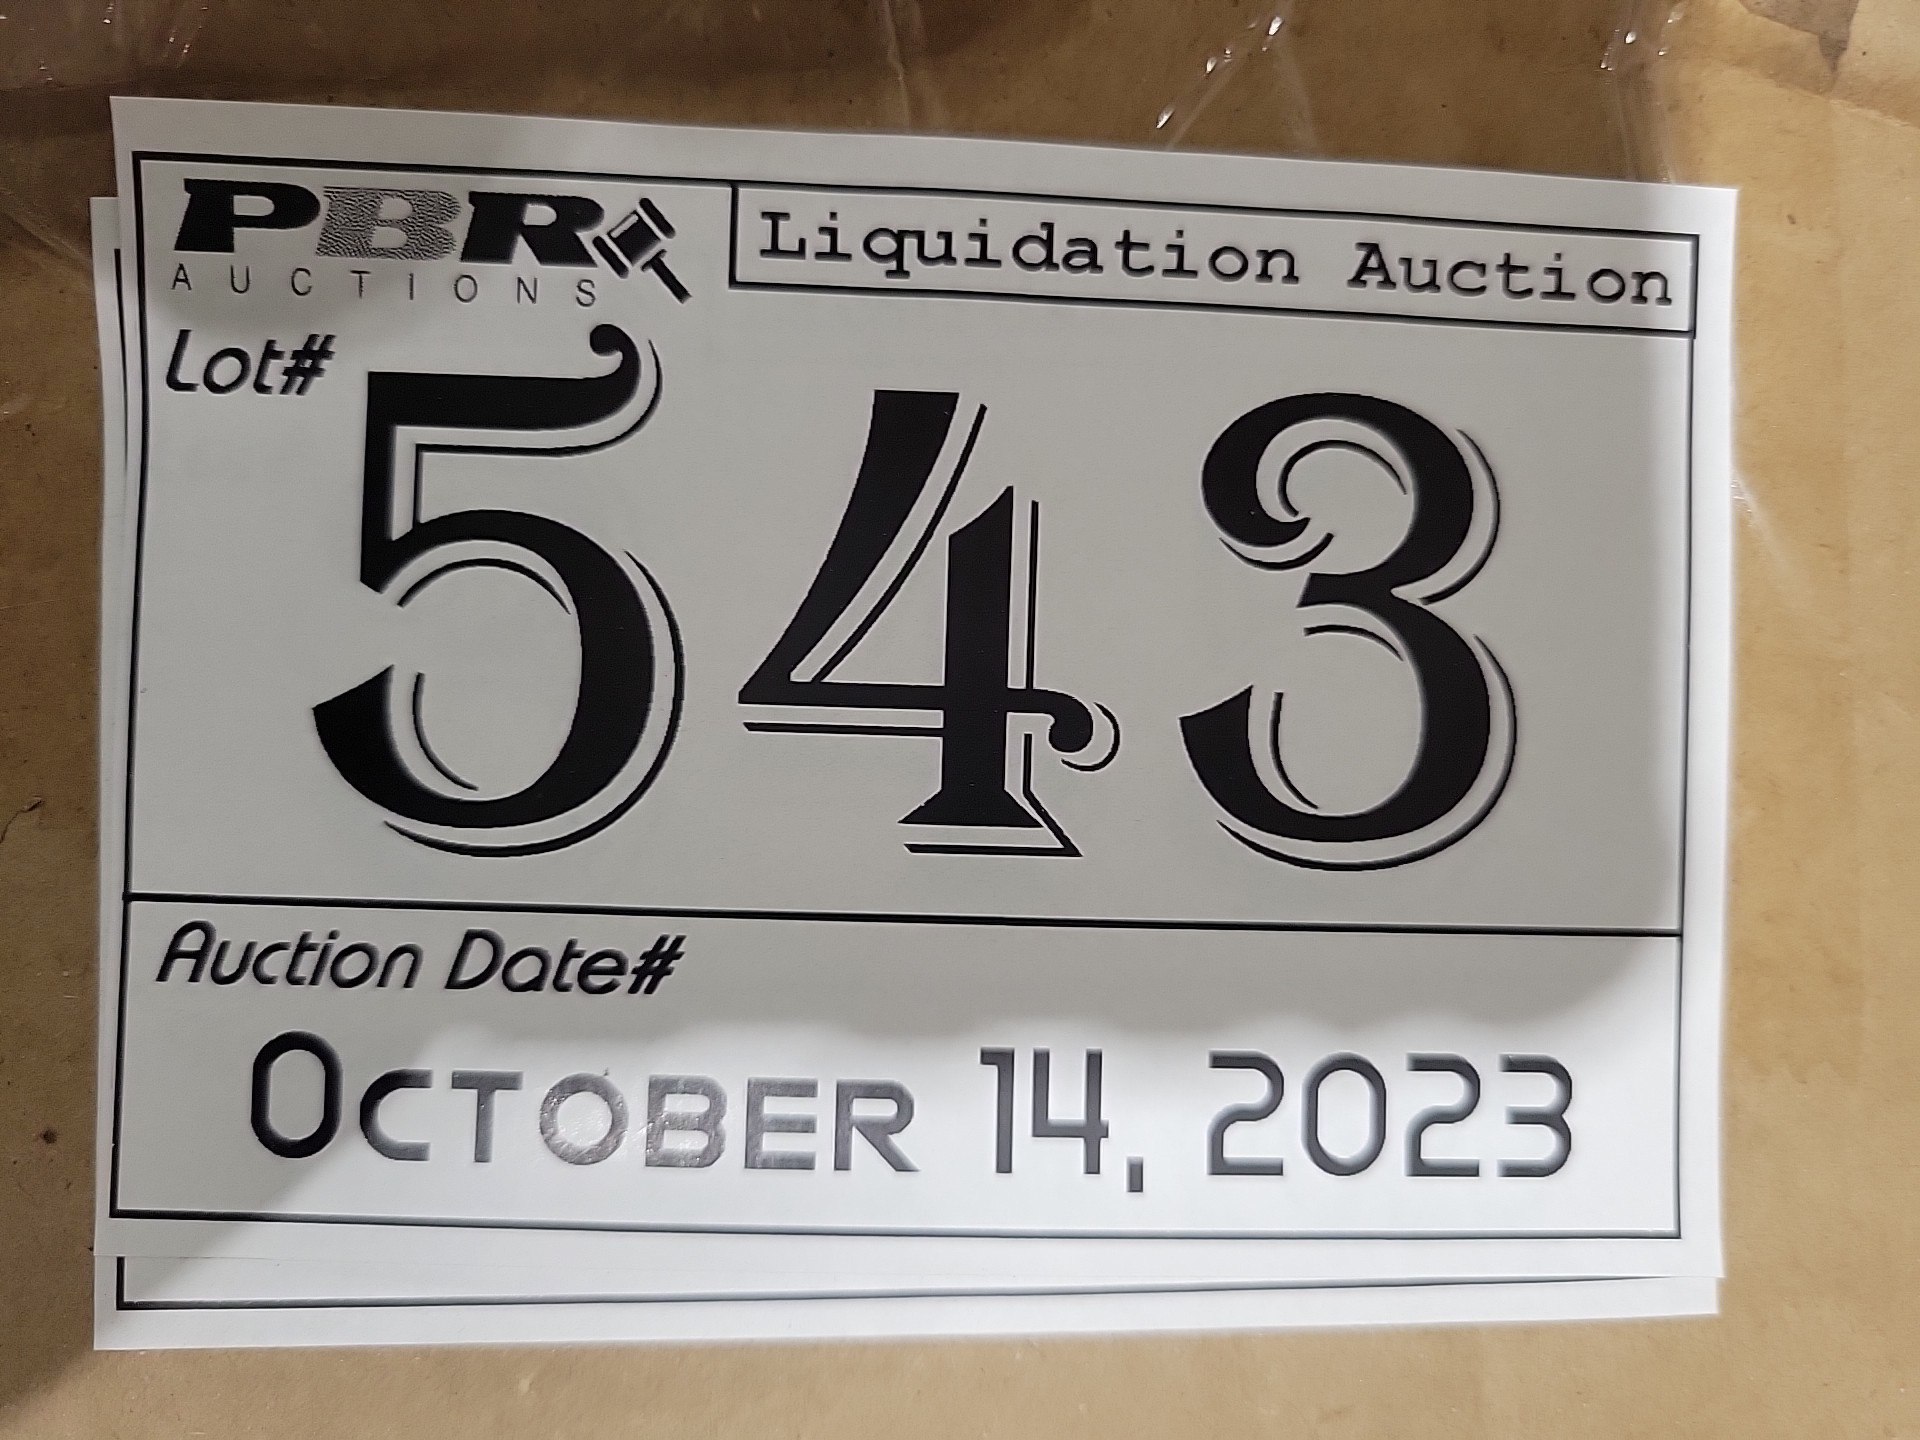 PBR
AUCTIONS
Liquidation Auction
Lot#
543
Auction Date#
October 14, 2023